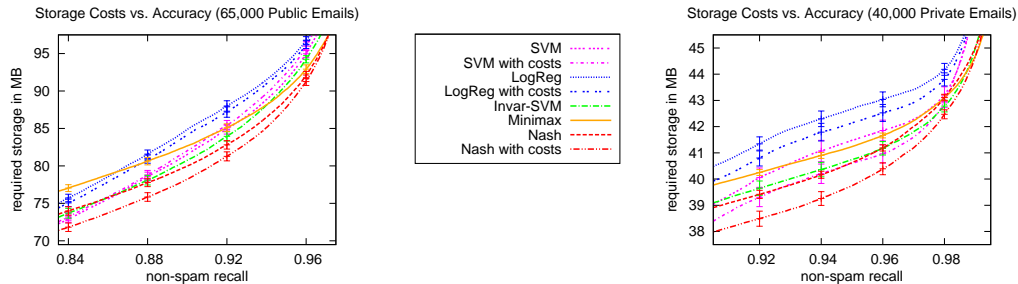 Storage Costs vs. Accuracy (65,000 Public Emails)
required storage in MB
95
90
85
80
75
70
0.84 0.88 0.92 0.96
non-spam recall
SVM
SVM with costs
LogReg
LogReg with costs
Invar-SVM
Minimax
Nash
Nash with costs
Storage Costs vs. Accuracy (40,000 Private Emails)
required storage in MB
45
44
43
42
41
40
39
38
0.92 0.94 0.96 0.98
non-spam recall